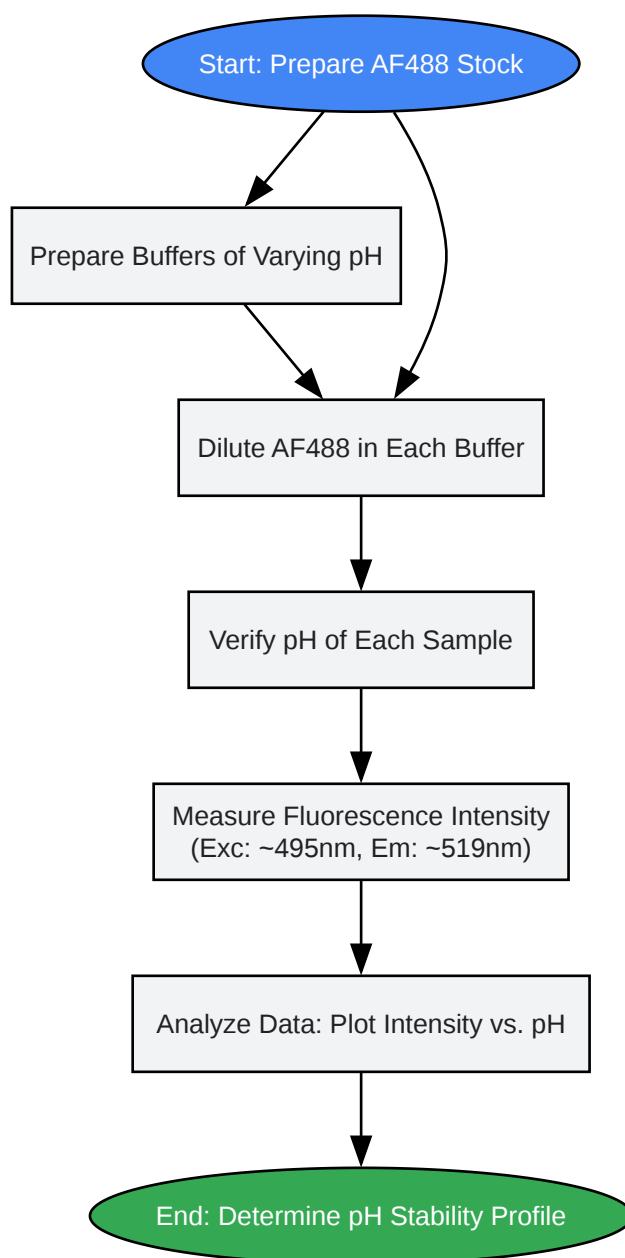 Start: Prepare AF488 Stock
Prepare Buffers of Varying pH
Dilute AF488 in Each Buffer
Verify pH of Each Sample
Measure Fluorescence Intensity
(Exc: ~495nm, Em: ~519nm)
Analyze Data: Plot Intensity vs. pH
End: Determine pH Stability Profile